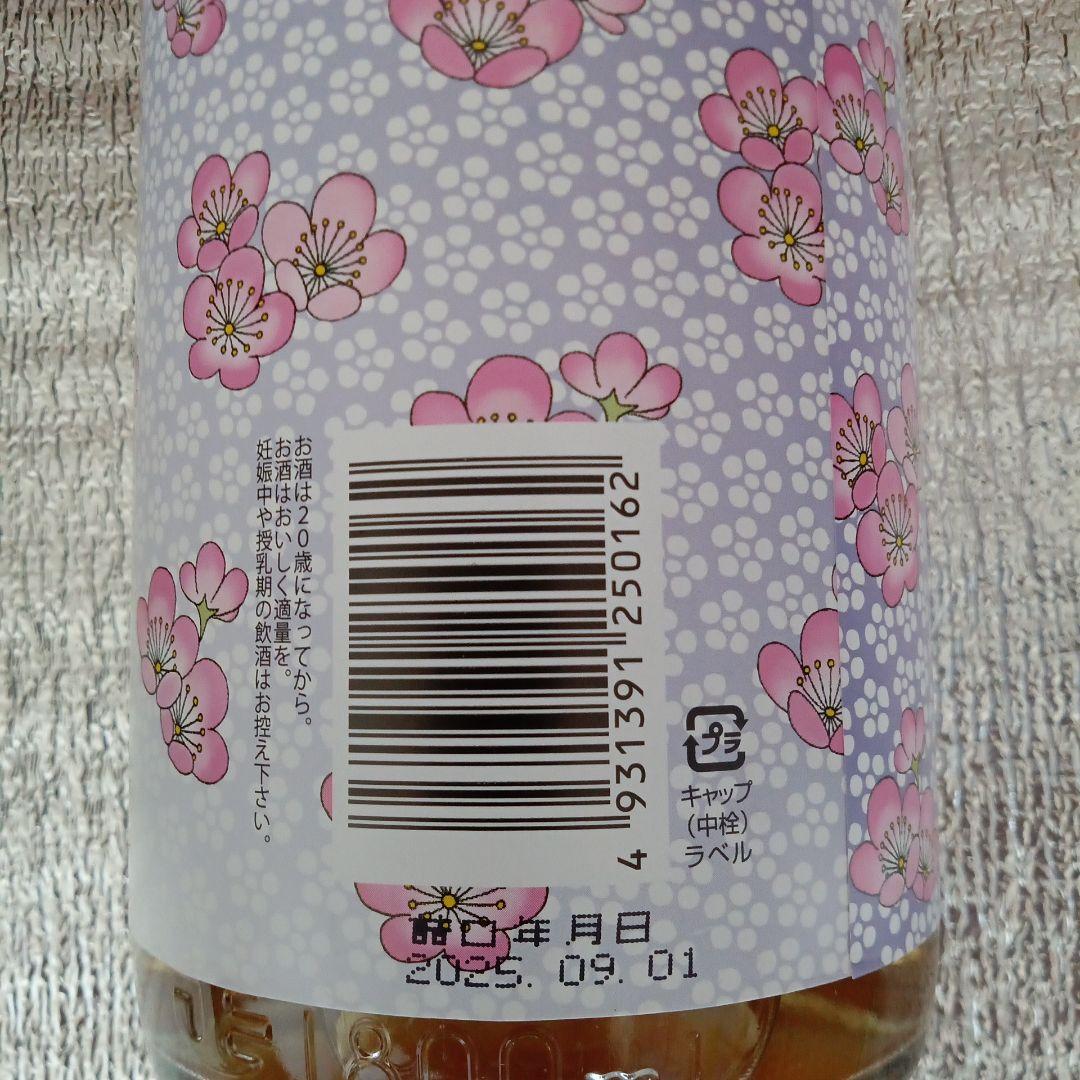 お酒は20歳になってから。
お酒はおいしく適量を。
妊娠中や授乳期の飲酒はお控え下さい。
4 931391 250162
プラ
キャップ
(中栓)
ラベル
詰口年月日
2025. 09. 01